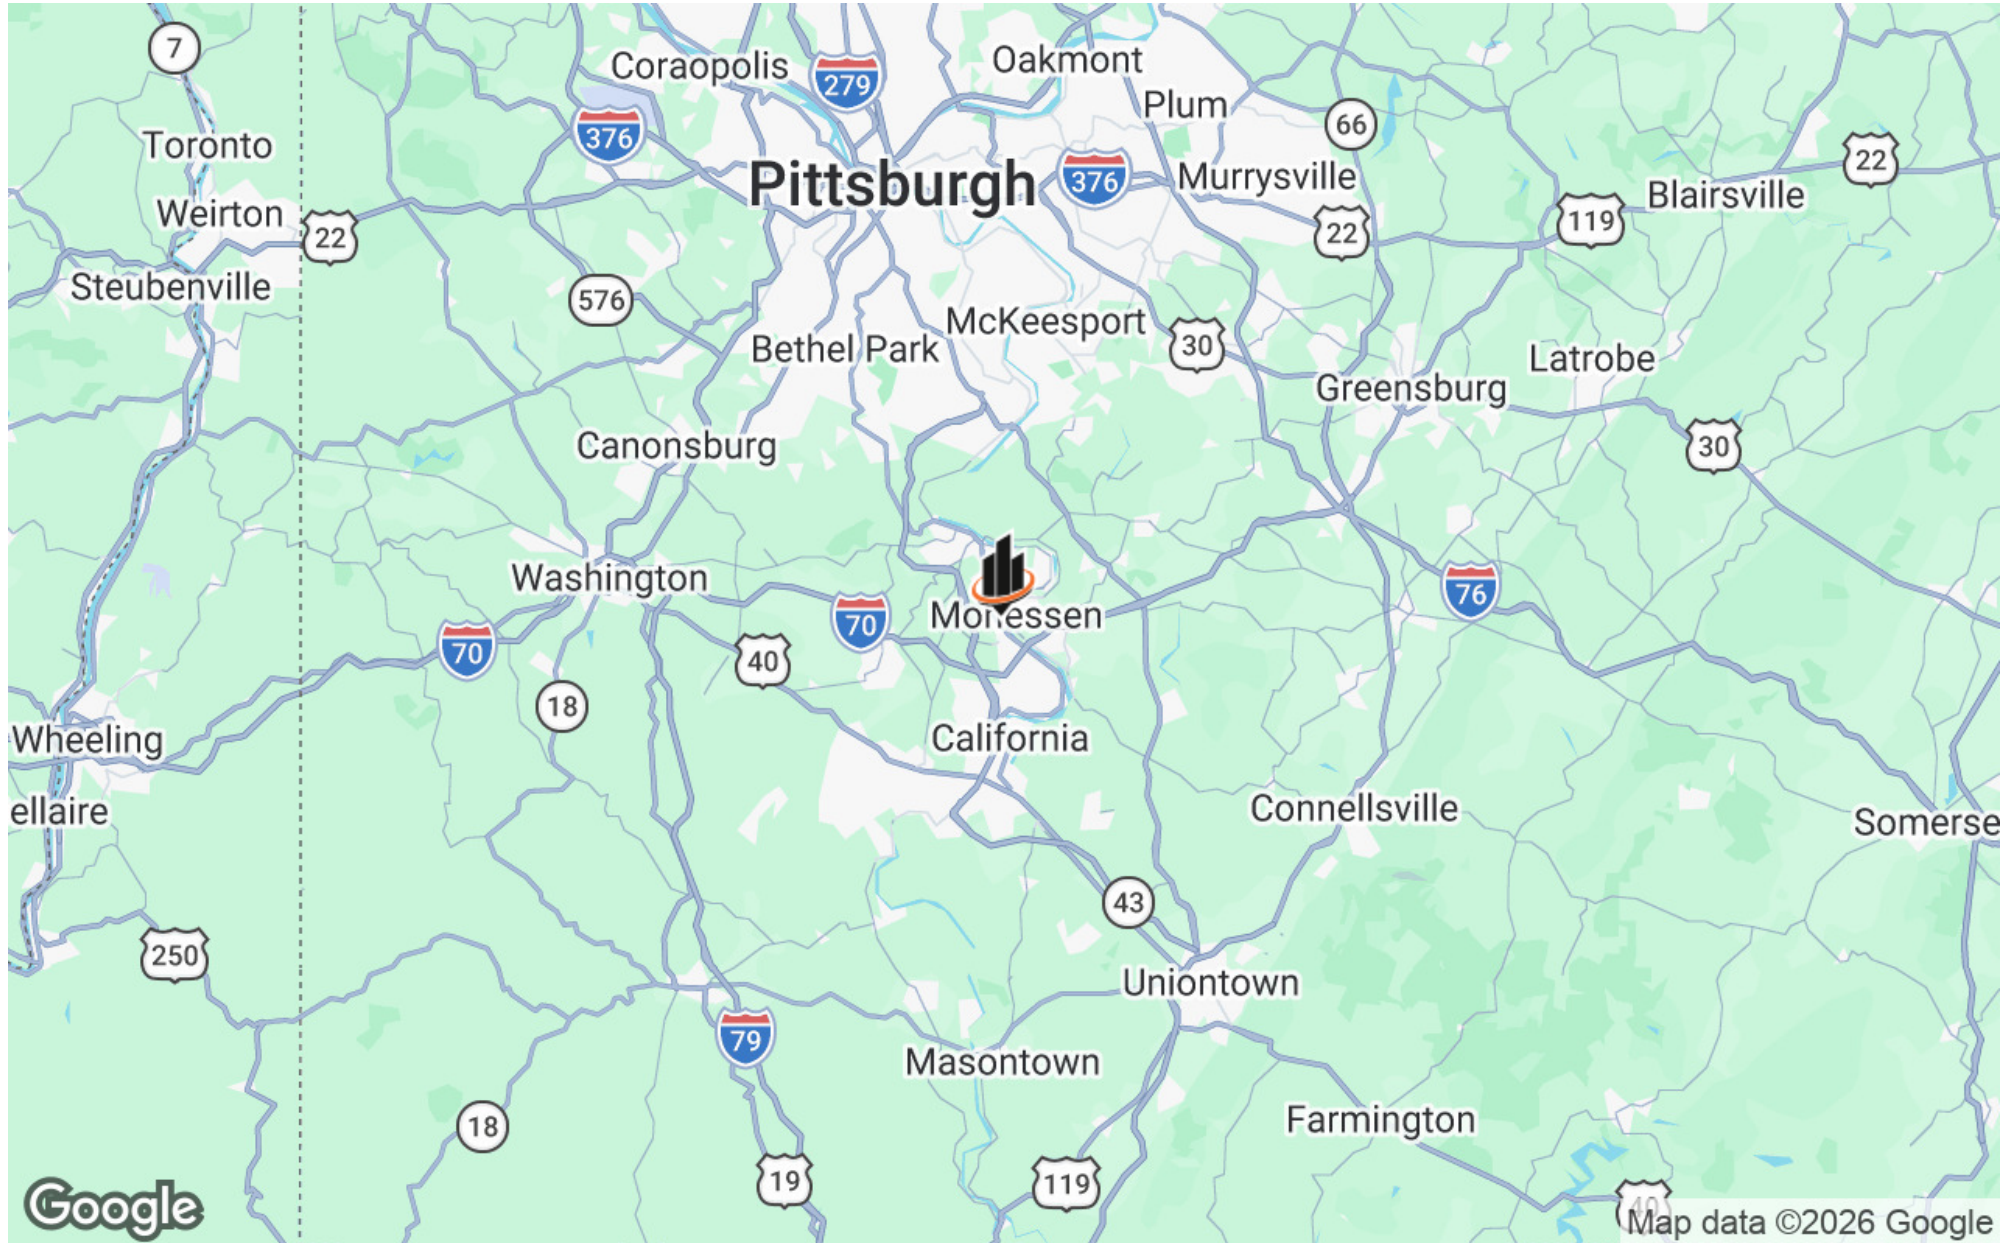 7
Coraopolis
279
Oakmont
Plum
376
66
Toronto
22
Pittsburgh
376
Murrysville
Blairsville
Weirton
22
22
119
Steubenville
576
McKeesport
Bethel Park
30
Latrobe
Greensburg
Canonsburg
30
Washington
70
Monessen
76
70
40
18
Wheeling
California
ellaire
Connellsville
Somerse
43
250
Uniontown
79
Masontown
18
Farmington
19
119
40
Google
Map data ©2026 Google